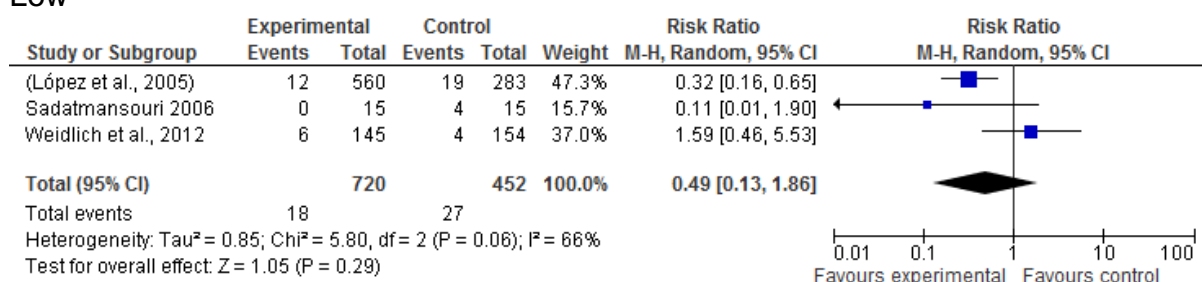 Low
Experimental Control Risk Ratio Risk Ratio
Study or Subgroup Events Total Events Total Weight M-H, Random, 95% CI M-H, Random, 95% CI
(López et al., 2005) 12 560 19 283 47.3% 0.32 [0.16, 0.65]
Sadatmansouri 2006 0 15 4 15 15.7% 0.11 [0.01, 1.90]
Weidlich et al., 2012 6 145 4 154 37.0% 1.59 [0.46, 5.53]
Total (95% CI) 720 452 100.0% 0.49 [0.13, 1.86]
Total events 18 27
Heterogeneity: Tau² = 0.85; Chi² = 5.80, df = 2 (P = 0.06); I² = 66%
Test for overall effect: Z = 1.05 (P = 0.29)
0.01 0.1 1 10 100
Favours experimental Favours control